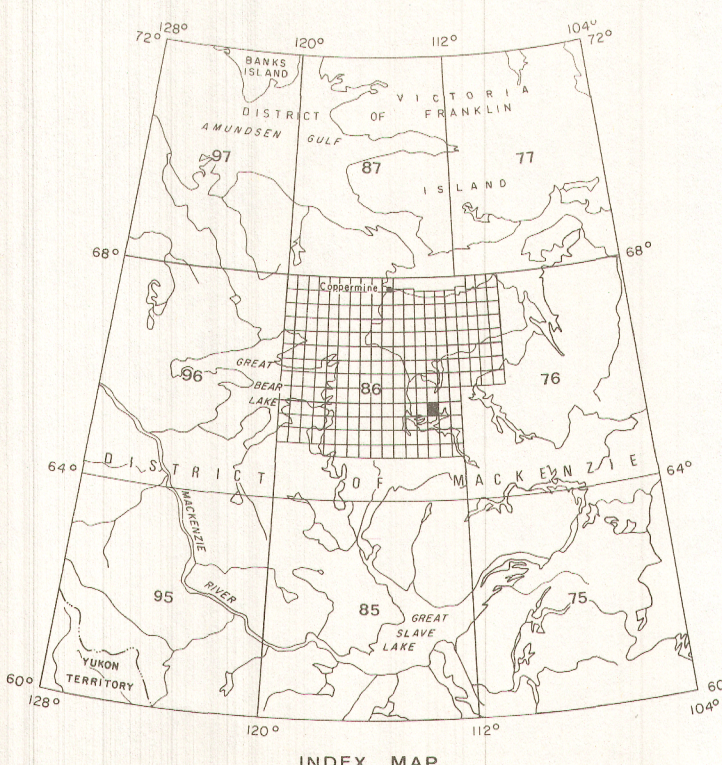 128°
120°
112°
104°
72°
72°
BANKS
ISLAND
VICTORIA
DISTRICT OF FRANKLIN
AMUNDSEN GULF
97
87
77
ISLAND
68°
68°
Coppermine
GREAT
96
86
76
BEAR
LAKE
DISTRICT OF MACKENZIE
64°
64°
MACKENZIE
RIVER
95
85
75
GREAT
SLAVE
LAKE
YUKON
TERRITORY
60°
60
128°
104°
120°
112°
INDEX MAP